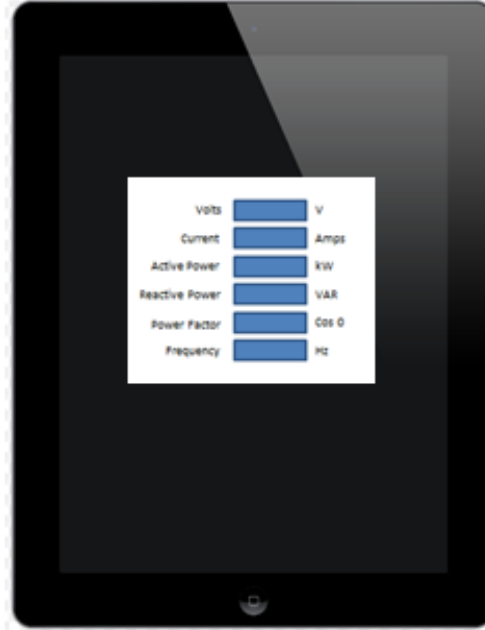 Volts V
Current Amps
Active Power kW
Reactive Power VAR
Power Factor Cos 0
Frequency Hz